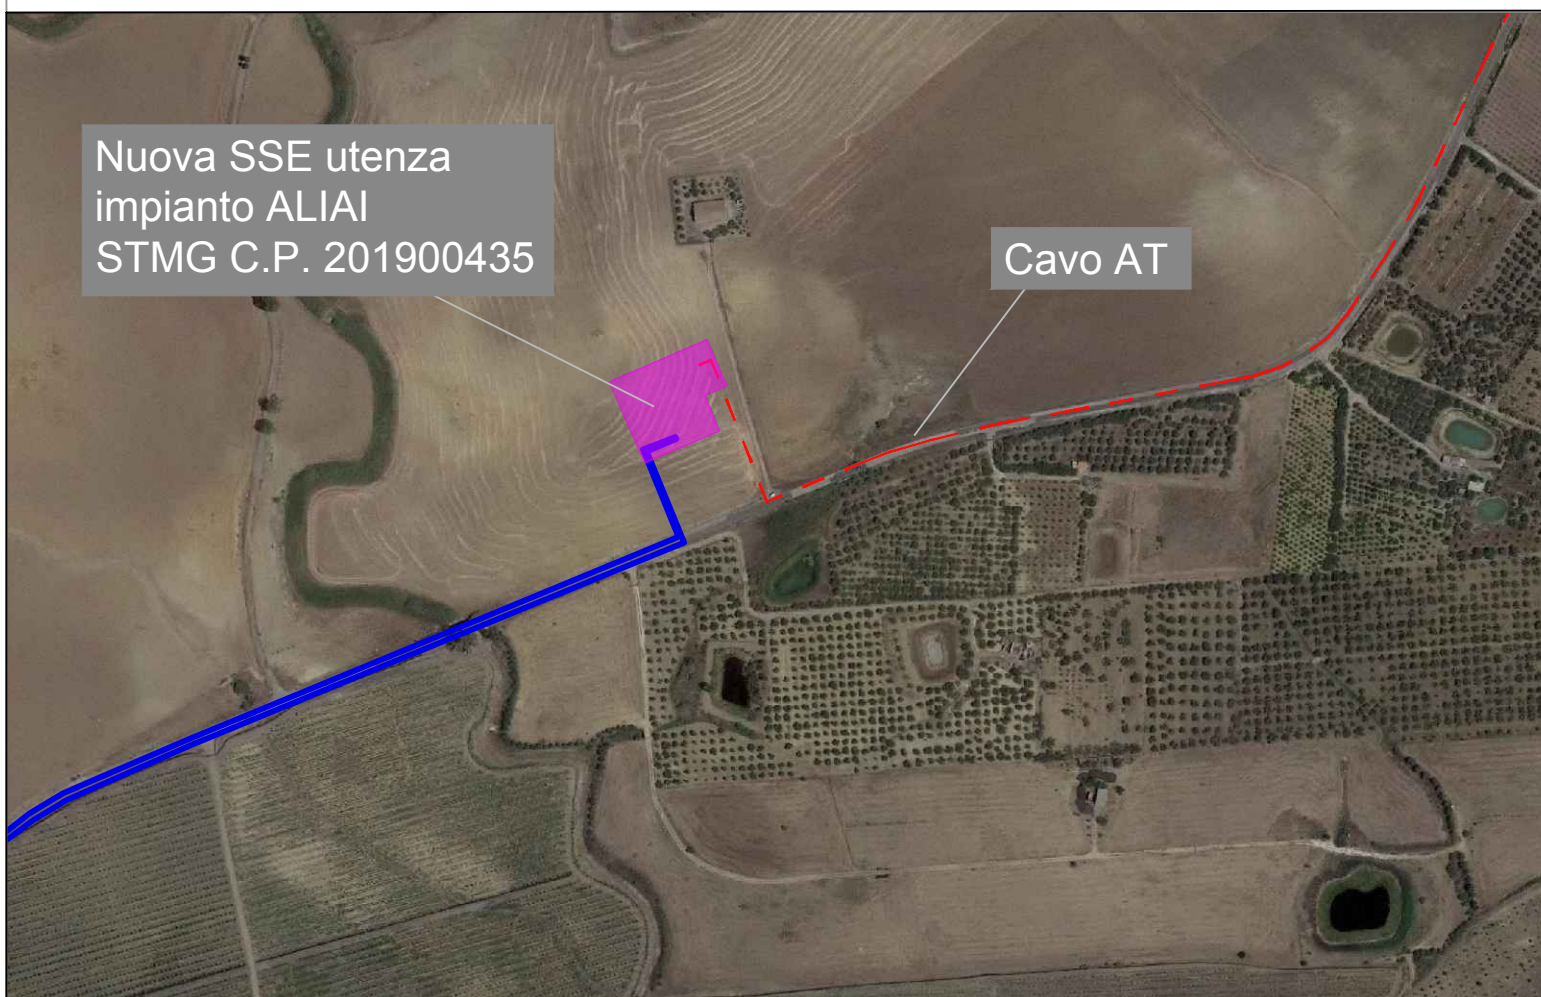 Nuova SSE utenza
impianto ALIAI
STMG C.P. 201900435
Cavo AT